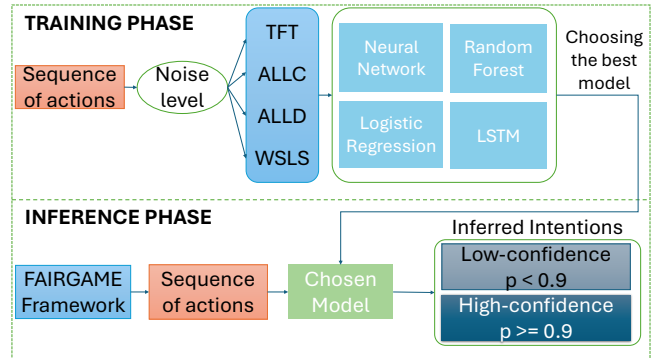 TRAINING PHASE
Sequence
of actions
Noise
level
TFT
ALLC
ALLD
WSLS
Neural
Network
Random
Forest
Logistic
Regression
LSTM
Choosing
the best
model
INFERENCE PHASE
FAIRGAME
Framework
Sequence
of actions
Chosen
Model
Inferred Intentions
Low-confidence
p < 0.9
High-confidence
p >= 0.9